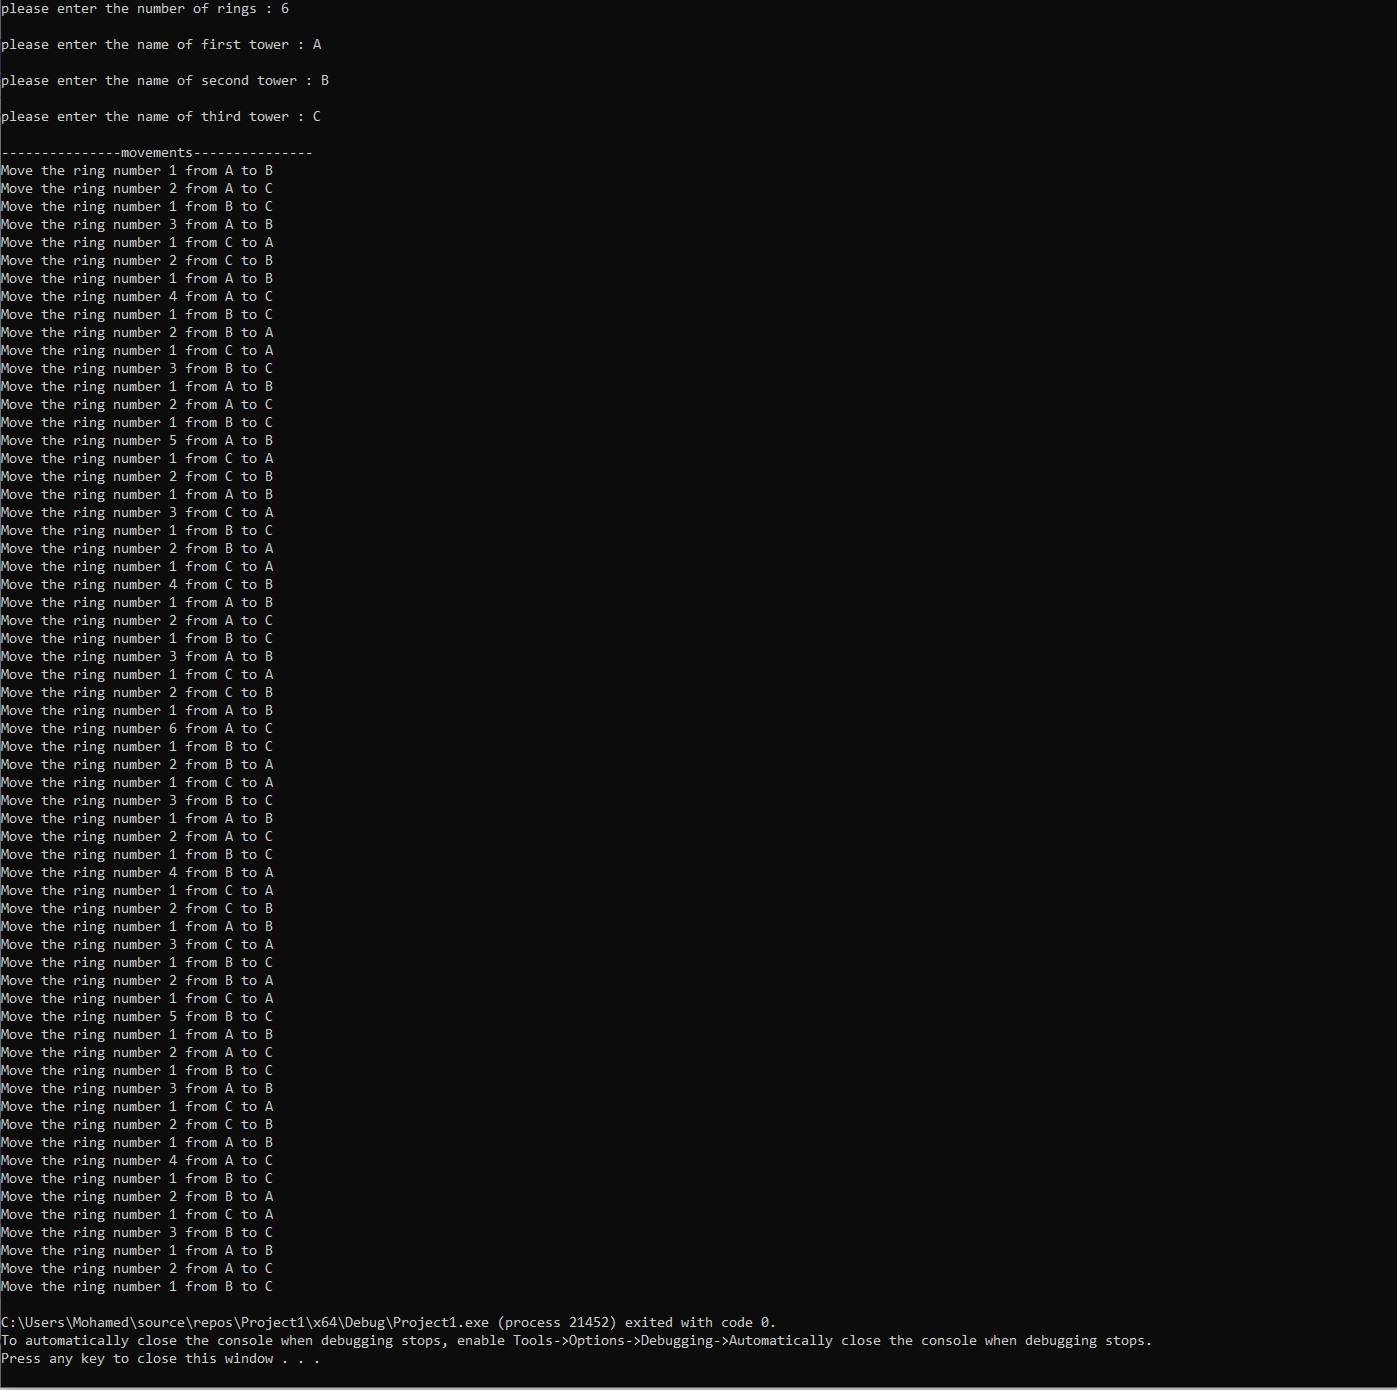 please enter the number of rings : 6
please enter the name of first tower : A
please enter the name of second tower : B
please enter the name of third tower : C
---------------movements---------------
Move the ring number 1 from A to B
Move the ring number 2 from A to C
Move the ring number 1 from B to C
Move the ring number 3 from A to B
Move the ring number 1 from C to A
Move the ring number 2 from C to B
Move the ring number 1 from A to B
Move the ring number 4 from A to C
Move the ring number 1 from B to C
Move the ring number 2 from B to A
Move the ring number 1 from C to A
Move the ring number 3 from B to C
Move the ring number 1 from A to B
Move the ring number 2 from A to C
Move the ring number 1 from B to C
Move the ring number 5 from A to B
Move the ring number 1 from C to A
Move the ring number 2 from C to B
Move the ring number 1 from A to B
Move the ring number 3 from C to A
Move the ring number 1 from B to C
Move the ring number 2 from B to A
Move the ring number 1 from C to A
Move the ring number 4 from C to B
Move the ring number 1 from A to B
Move the ring number 2 from A to C
Move the ring number 1 from B to C
Move the ring number 3 from A to B
Move the ring number 1 from C to A
Move the ring number 2 from C to B
Move the ring number 1 from A to B
Move the ring number 6 from A to C
Move the ring number 1 from B to C
Move the ring number 2 from B to A
Move the ring number 1 from C to A
Move the ring number 3 from B to C
Move the ring number 1 from A to B
Move the ring number 2 from A to C
Move the ring number 1 from B to C
Move the ring number 4 from B to A
Move the ring number 1 from C to A
Move the ring number 2 from C to B
Move the ring number 1 from A to B
Move the ring number 3 from C to A
Move the ring number 1 from B to C
Move the ring number 2 from B to A
Move the ring number 1 from C to A
Move the ring number 5 from B to C
Move the ring number 1 from A to B
Move the ring number 2 from A to C
Move the ring number 1 from B to C
Move the ring number 3 from A to B
Move the ring number 1 from C to A
Move the ring number 2 from C to B
Move the ring number 1 from A to B
Move the ring number 4 from A to C
Move the ring number 1 from B to C
Move the ring number 2 from B to A
Move the ring number 1 from C to A
Move the ring number 3 from B to C
Move the ring number 1 from A to B
Move the ring number 2 from A to C
Move the ring number 1 from B to C
C:\Users\Mohamed\source\repos\Project1\x64\Debug\Project1.exe (process 21452) exited with code 0.
To automatically close the console when debugging stops, enable Tools->Options->Debugging->Automatically close the console when debugging stops.
Press any key to close this window . . .